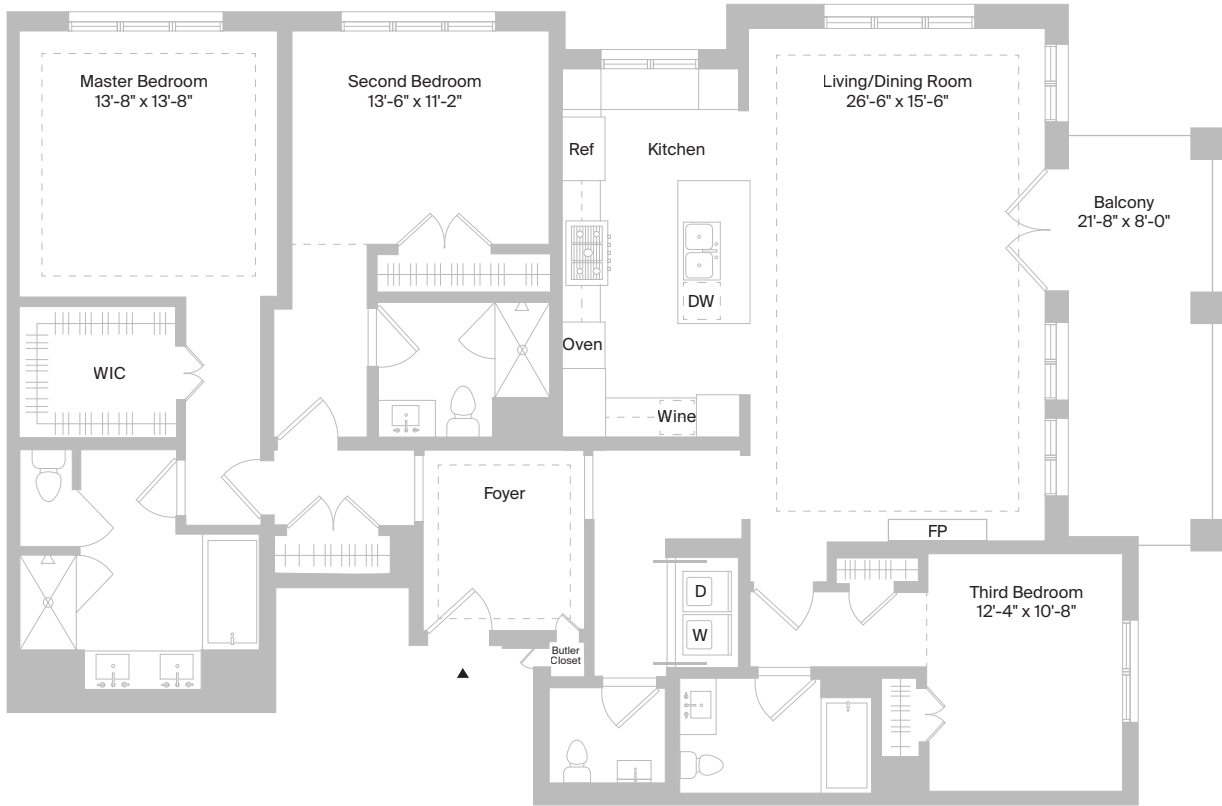 Master Bedroom
13'-8" x 13'-8"
Second Bedroom
13'-6" x 11'-2"
Living/Dining Room
26'-6" x 15'-6"
Ref
Kitchen
Balcony
21'-8" x 8'-0"
DW
Oven
WIC
Wine
Foyer
FP
D
W
Third Bedroom
12'-4" x 10'-8"
Butler
Closet